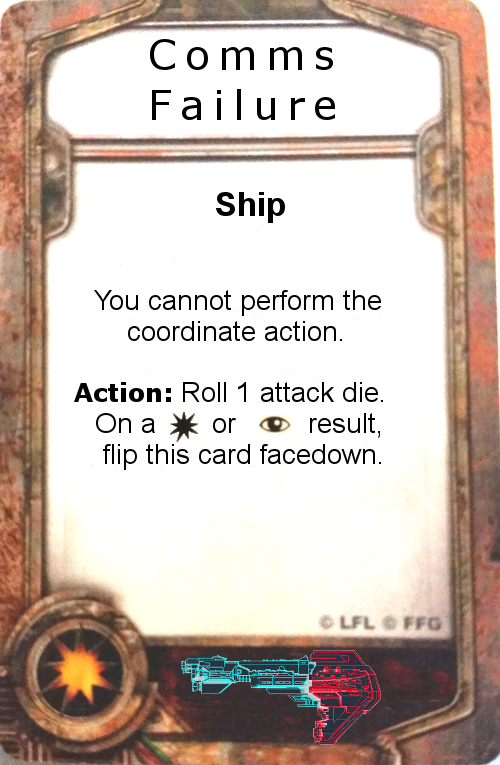 Comms
Failure
Ship
You cannot perform the
coordinate action.
Action: Roll 1 attack die.
On a or result,
flip this card facedown.
© LFL © FFG